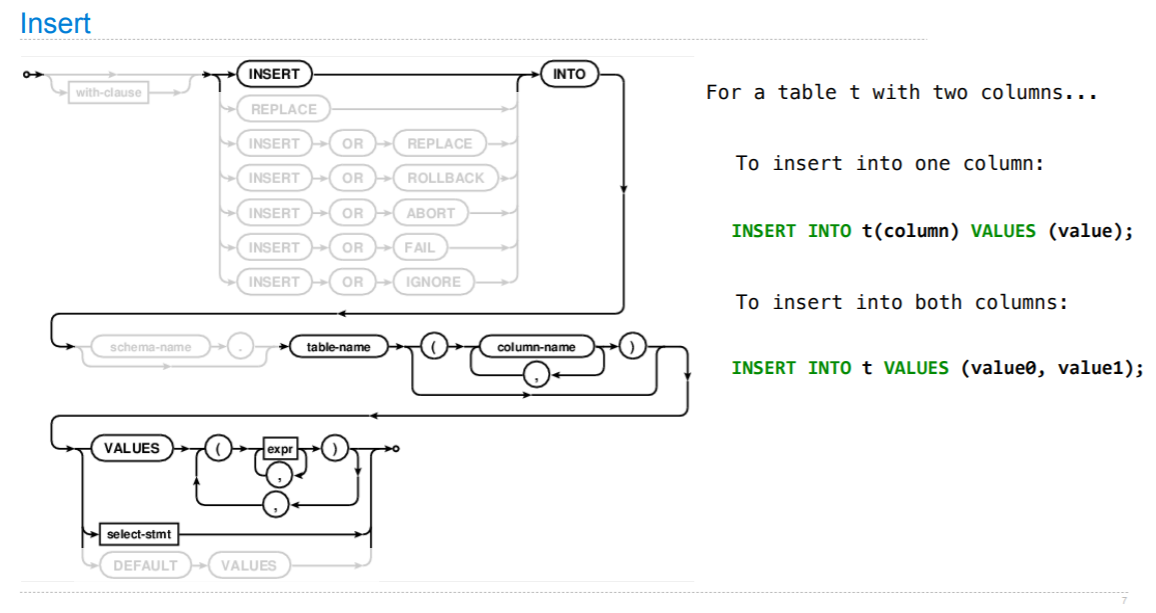 Insert
INSERT INTO
with-clause
REPLACE
INSERT OR REPLACE
INSERT OR ROLLBACK
INSERT OR ABORT
INSERT OR FAIL
INSERT OR IGNORE
schema-name . table-name ( column-name )
,
VALUES ( expr )
,
,
select-stmt
DEFAULT VALUES
For a table t with two columns...
To insert into one column:
INSERT INTO t(column) VALUES (value);
To insert into both columns:
INSERT INTO t VALUES (value0, value1);
7